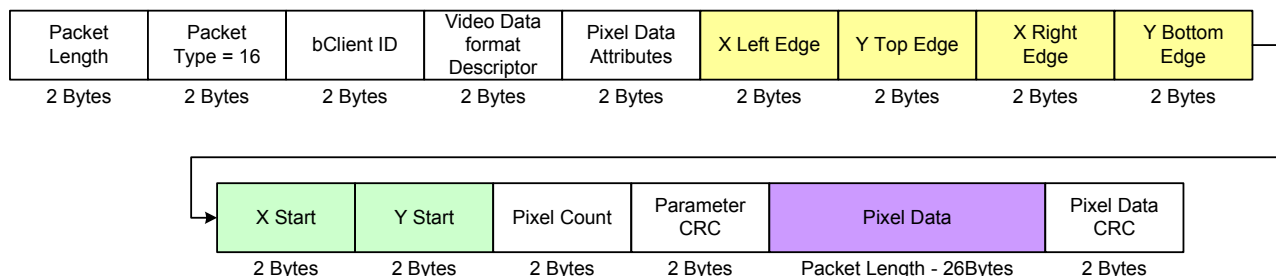 Packet
Length
Packet
Type = 16
bClient ID
Video Data
format
Descriptor
Pixel Data
Attributes
X Left Edge
Y Top Edge
X Right
Edge
Y Bottom
Edge
2 Bytes
2 Bytes
2 Bytes
2 Bytes
2 Bytes
2 Bytes
2 Bytes
2 Bytes
2 Bytes
X Start
Y Start
Pixel Count
Parameter
CRC
Pixel Data
Pixel Data
CRC
2 Bytes
2 Bytes
2 Bytes
2 Bytes
Packet Length - 26Bytes
2 Bytes